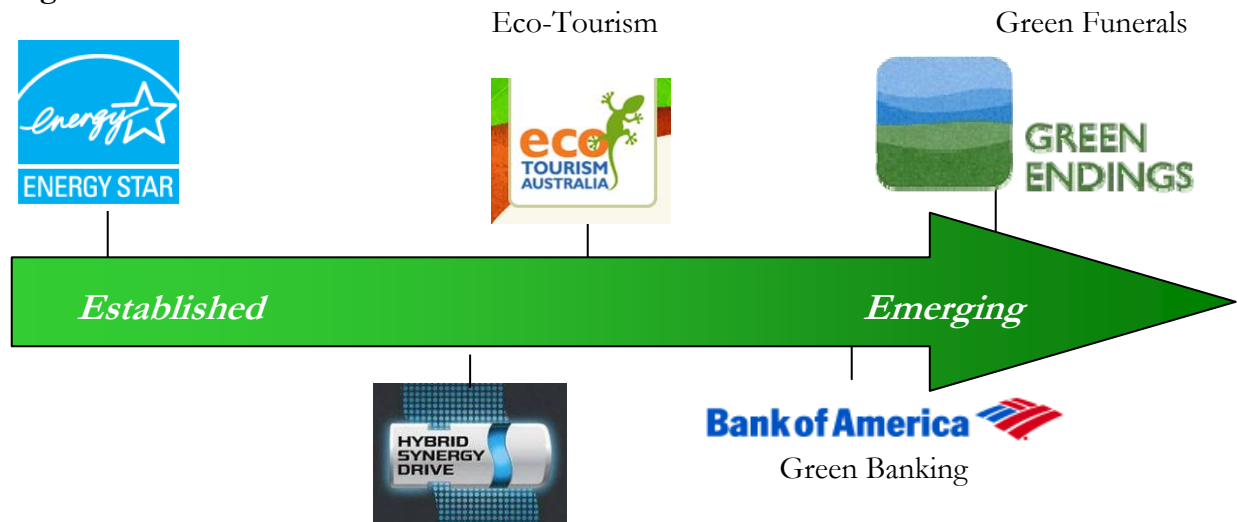 Eco-Tourism
Green Funerals
energy
ENERGY STAR
eco
TOURISM
AUSTRALIA
GREEN
ENDINGS
Established
Emerging
HYBRID
SYNERGY
DRIVE
Bank of America
Green Banking